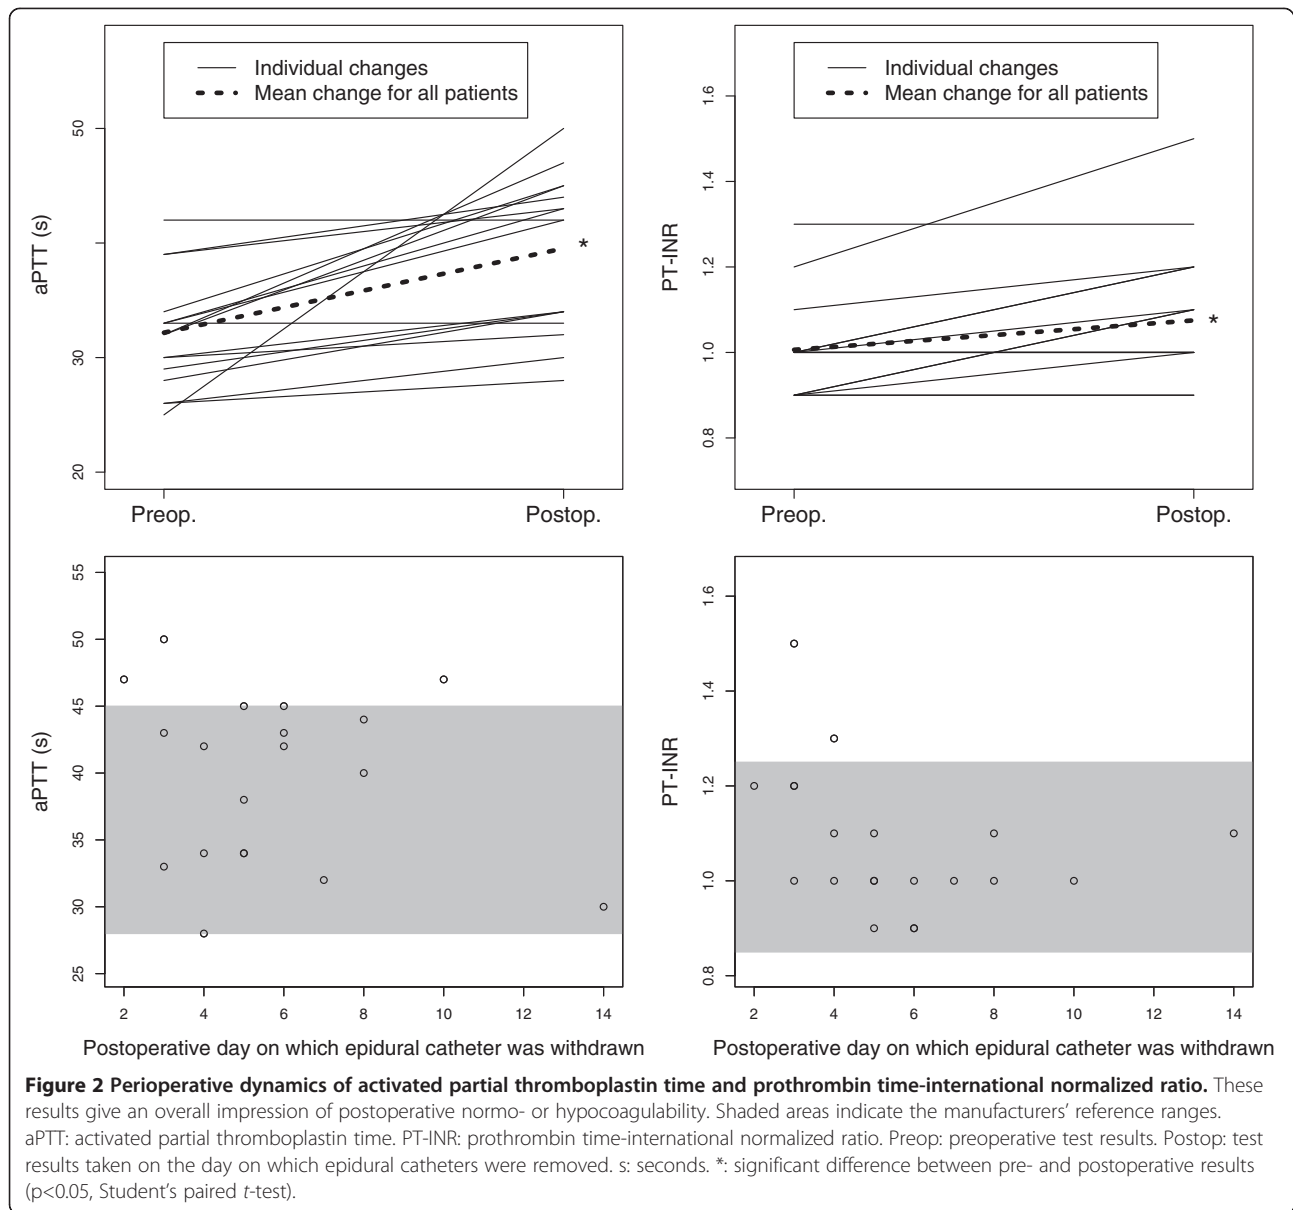 Individual changes
Mean change for all patients
50
30
20
aPTT (s)
*
Preop.
Postop.
Individual changes
Mean change for all patients
1.6
1.4
1.2
1.0
0.8
PT-INR
*
Preop.
Postop.
55
50
45
40
35
30
25
aPTT (s)
2
4
6
8
10
12
14
Postoperative day on which epidural catheter was withdrawn
1.6
1.4
1.2
1.0
0.8
PT-INR
2
4
6
8
10
12
14
Postoperative day on which epidural catheter was withdrawn
Figure 2 Perioperative dynamics of activated partial thromboplastin time and prothrombin time-international normalized ratio. These
results give an overall impression of postoperative normo- or hypocoagulability. Shaded areas indicate the manufacturers’ reference ranges.
aPTT: activated partial thromboplastin time. PT-INR: prothrombin time-international normalized ratio. Preop: preoperative test results. Postop: test
results taken on the day on which epidural catheters were removed. s: seconds. *: significant difference between pre- and postoperative results
(p<0.05, Student’s paired t-test).